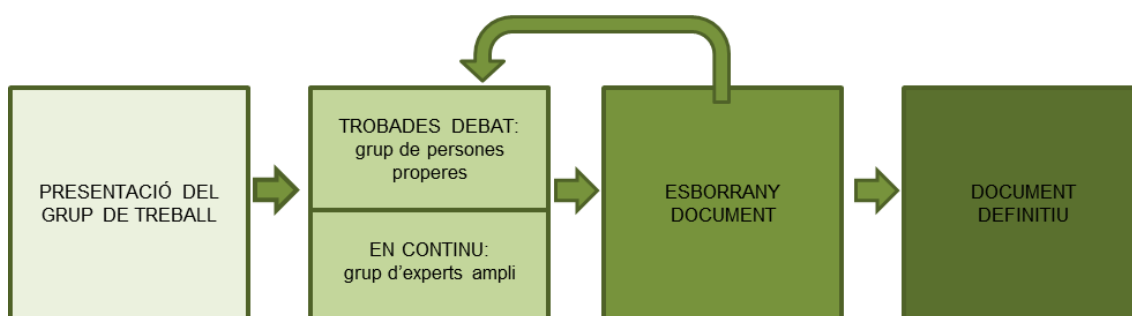 PRESENTACIÓ DEL
GRUP DE TREBALL
TROBADES DEBAT:
grup de persones
properes
EN CONTINU:
grup d’experts ampli
ESBORRANY
DOCUMENT
DOCUMENT
DEFINITIU